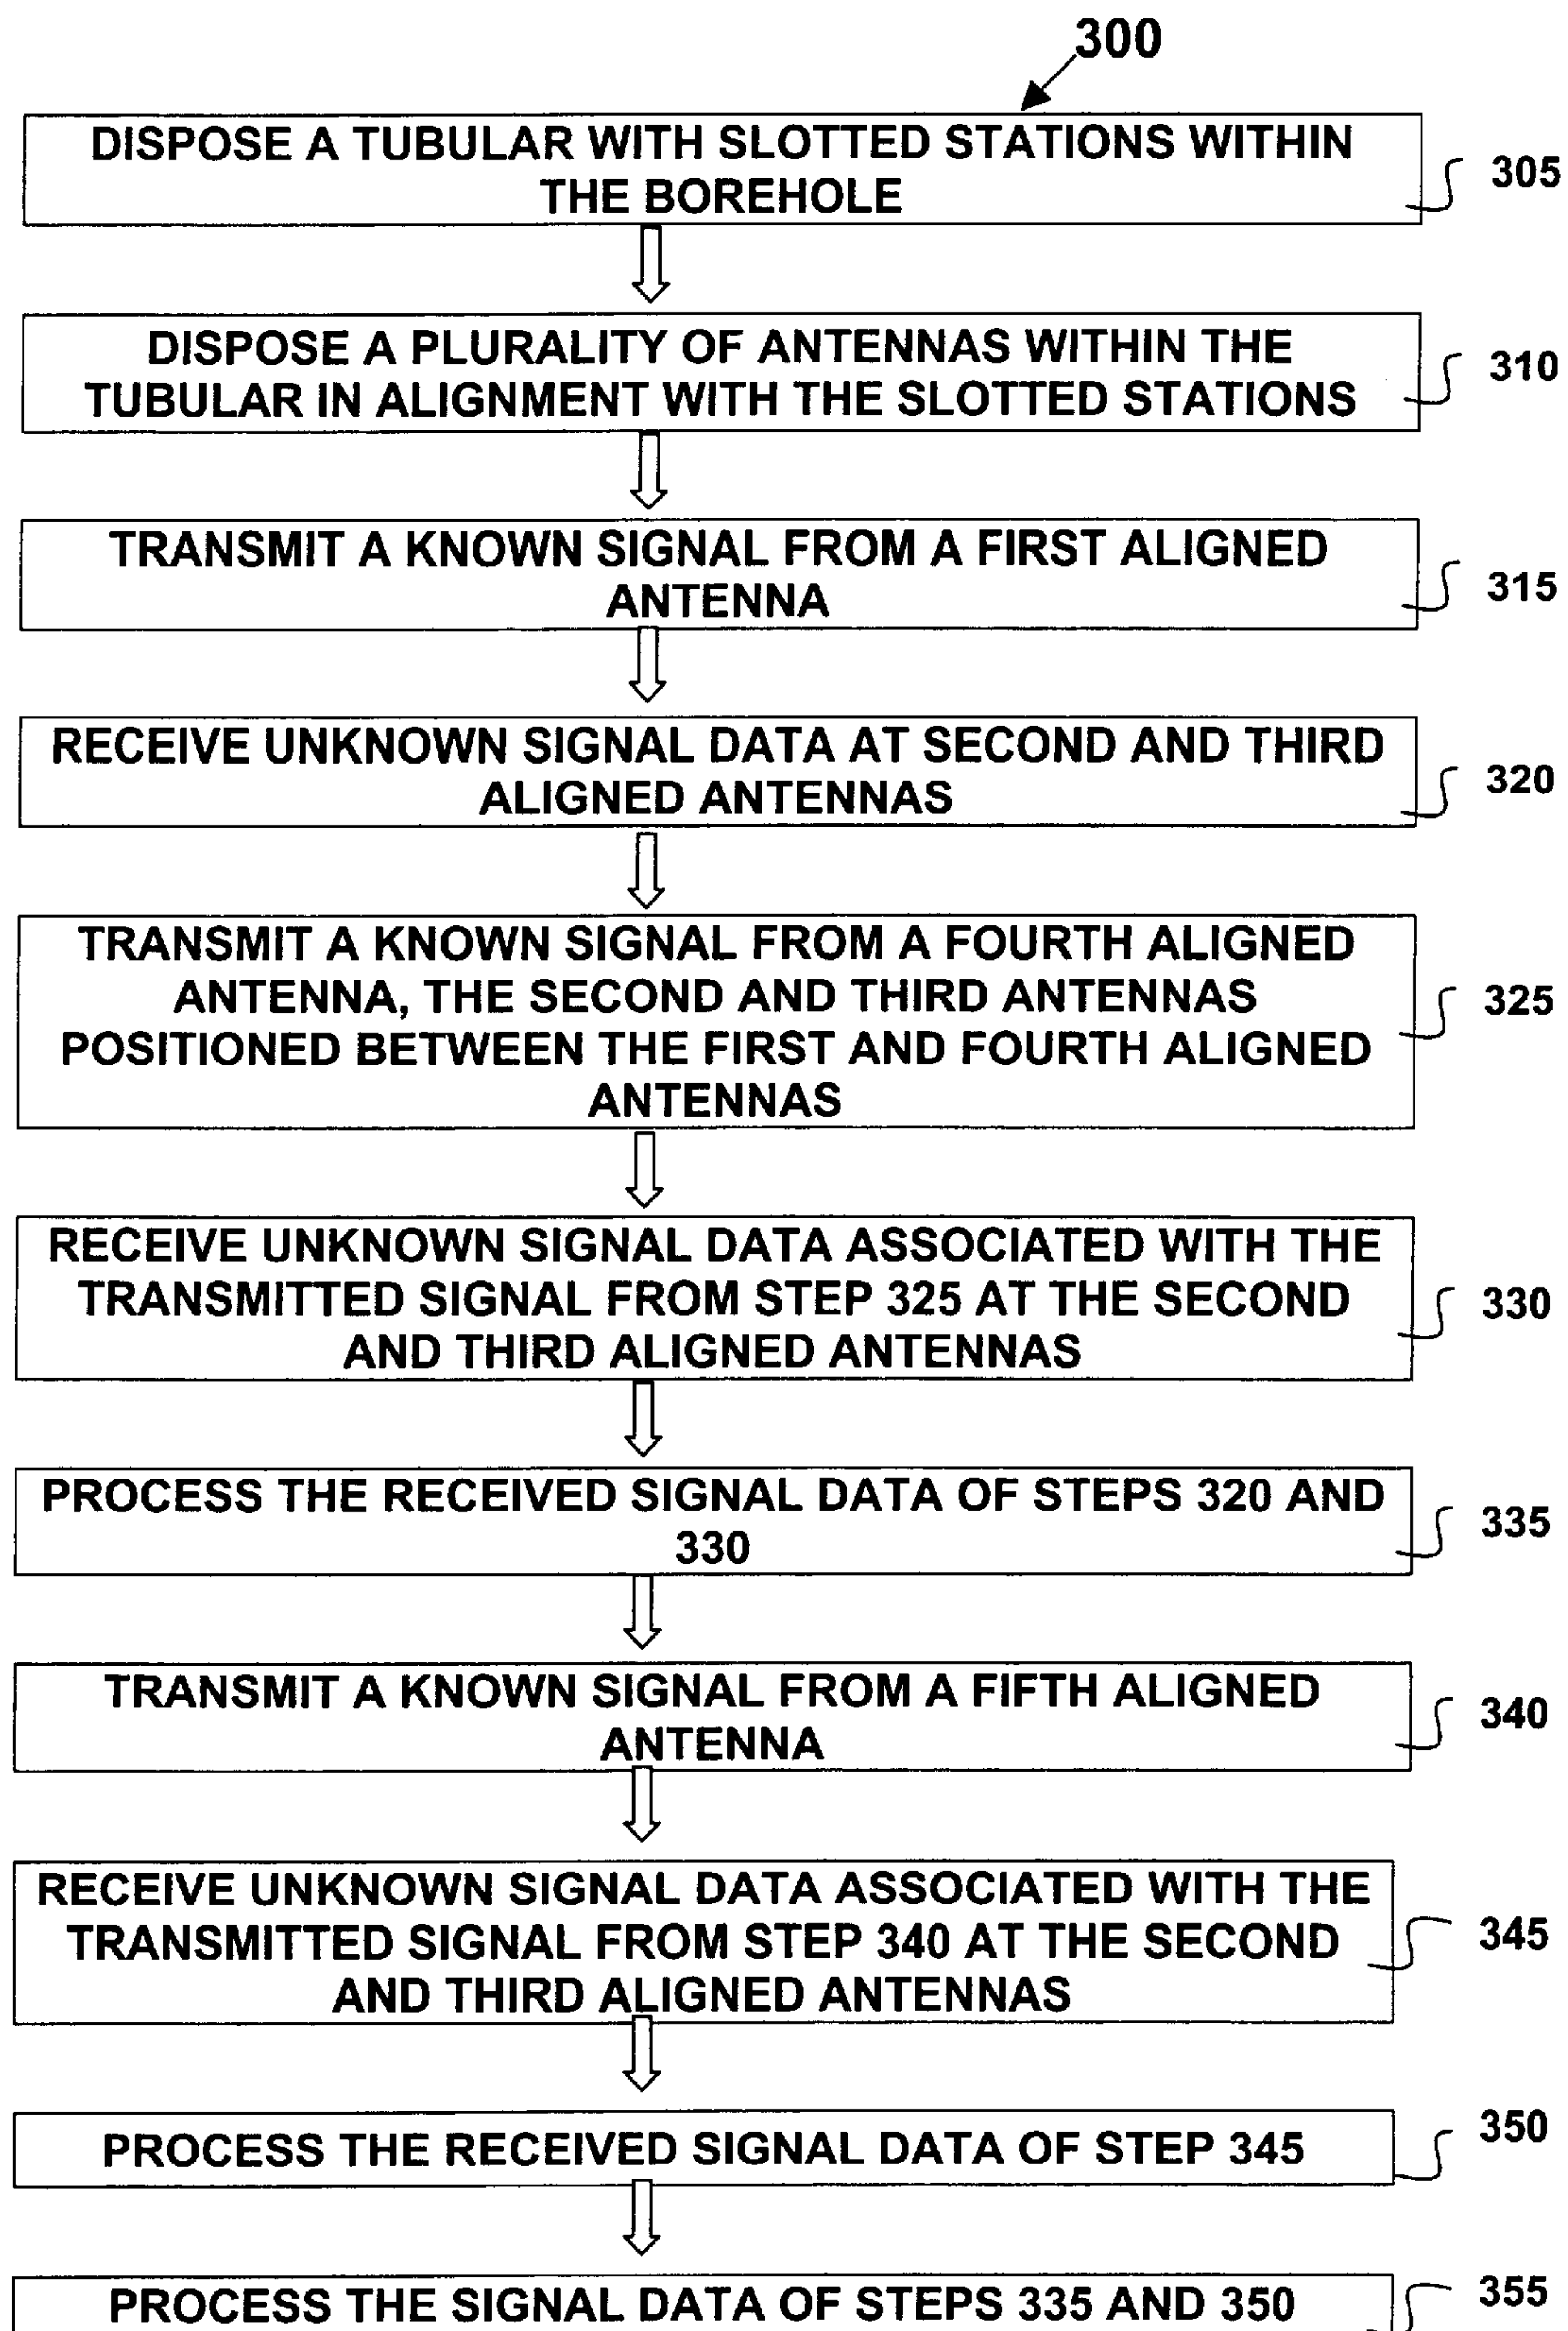 300
DISPOSE A TUBULAR WITH SLOTTED STATIONS WITHIN
THE BOREHOLE
305
DISPOSE A PLURALITY OF ANTENNAS WITHIN THE
TUBULAR IN ALIGNMENT WITH THE SLOTTED STATIONS
310
TRANSMIT A KNOWN SIGNAL FROM A FIRST ALIGNED
ANTENNA
315
RECEIVE UNKNOWN SIGNAL DATA AT SECOND AND THIRD
ALIGNED ANTENNAS
320
TRANSMIT A KNOWN SIGNAL FROM A FOURTH ALIGNED
ANTENNA, THE SECOND AND THIRD ANTENNAS
POSITIONED BETWEEN THE FIRST AND FOURTH ALIGNED
ANTENNAS
325
RECEIVE UNKNOWN SIGNAL DATA ASSOCIATED WITH THE
TRANSMITTED SIGNAL FROM STEP 325 AT THE SECOND
AND THIRD ALIGNED ANTENNAS
330
PROCESS THE RECEIVED SIGNAL DATA OF STEPS 320 AND
330
335
TRANSMIT A KNOWN SIGNAL FROM A FIFTH ALIGNED
ANTENNA
340
RECEIVE UNKNOWN SIGNAL DATA ASSOCIATED WITH THE
TRANSMITTED SIGNAL FROM STEP 340 AT THE SECOND
AND THIRD ALIGNED ANTENNAS
345
PROCESS THE RECEIVED SIGNAL DATA OF STEP 345
350
PROCESS THE SIGNAL DATA OF STEPS 335 AND 350
355